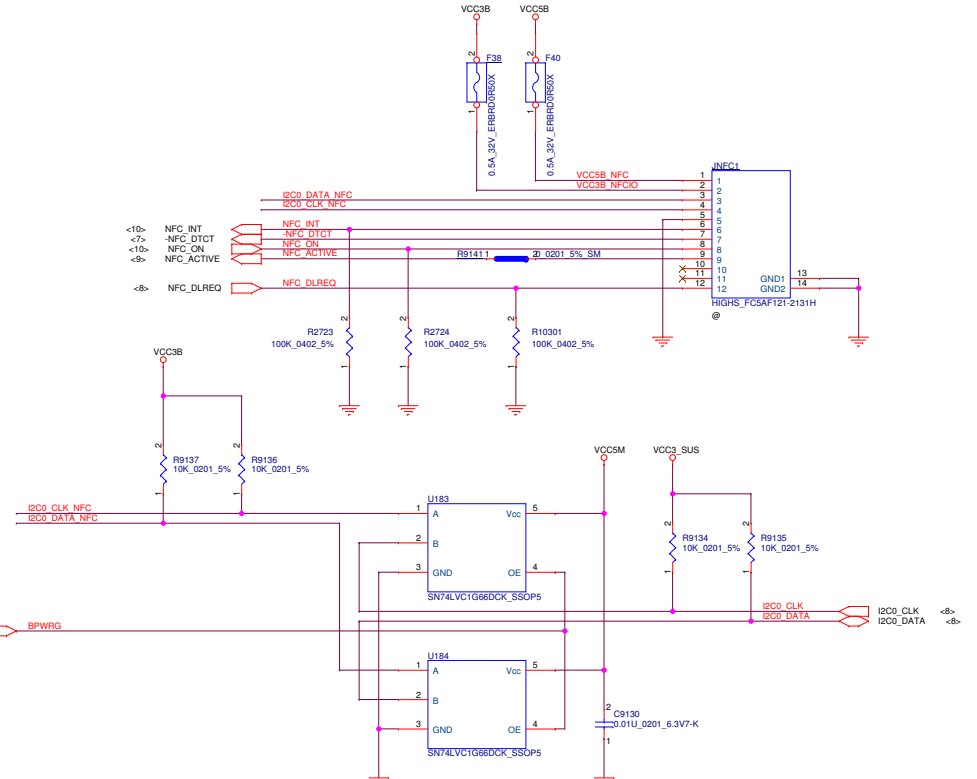 VCC3B VCC5B
2 F38 2 F40
1 0.5A_32V_ERBRD0R50X 1 0.5A_32V_ERBRD0R50X
JNFC1
VCC5B_NFC 1 1
VCC3B_NFCIO 2 2
I2C0_DATA_NFC 3 3
I2C0_CLK_NFC 4 4
5 5
<10> NFC_INT NFC_INT 6 6
<7> -NFC_DTCT -NFC_DTCT 7 7
<10> NFC_ON NFC_ON 8 8
<9> NFC_ACTIVE NFC_ACTIVE R9141 1 2 0_0201_5%_SM 9 9
10 10
11 11 GND1 13
<8> NFC_DLREQ NFC_DLREQ 12 12 GND2 14
HIGHS_FC5AF121-2131H
@
2 2 2
R2723 R2724 R10301
100K_0402_5% 100K_0402_5% 100K_0402_5%
1 1 1
VCC3B
2 2
R9137 R9136
10K_0201_5% 10K_0201_5%
1 1
VCC5M VCC3_SUS
I2C0_CLK_NFC
I2C0_DATA_NFC
U183
1 A Vcc 5
2 B
3 GND OE 4
SN74LVC1G66DCK_SSOP5
2 2
R9134 R9135
10K_0201_5% 10K_0201_5%
1 1
I2C0_CLK I2C0_CLK <8>
I2C0_DATA I2C0_DATA <8>
BPWRG
U184
1 A Vcc 5
2 B
3 GND OE 4
SN74LVC1G66DCK_SSOP5
2
C9130
0.01U_0201_6.3V7-K
1